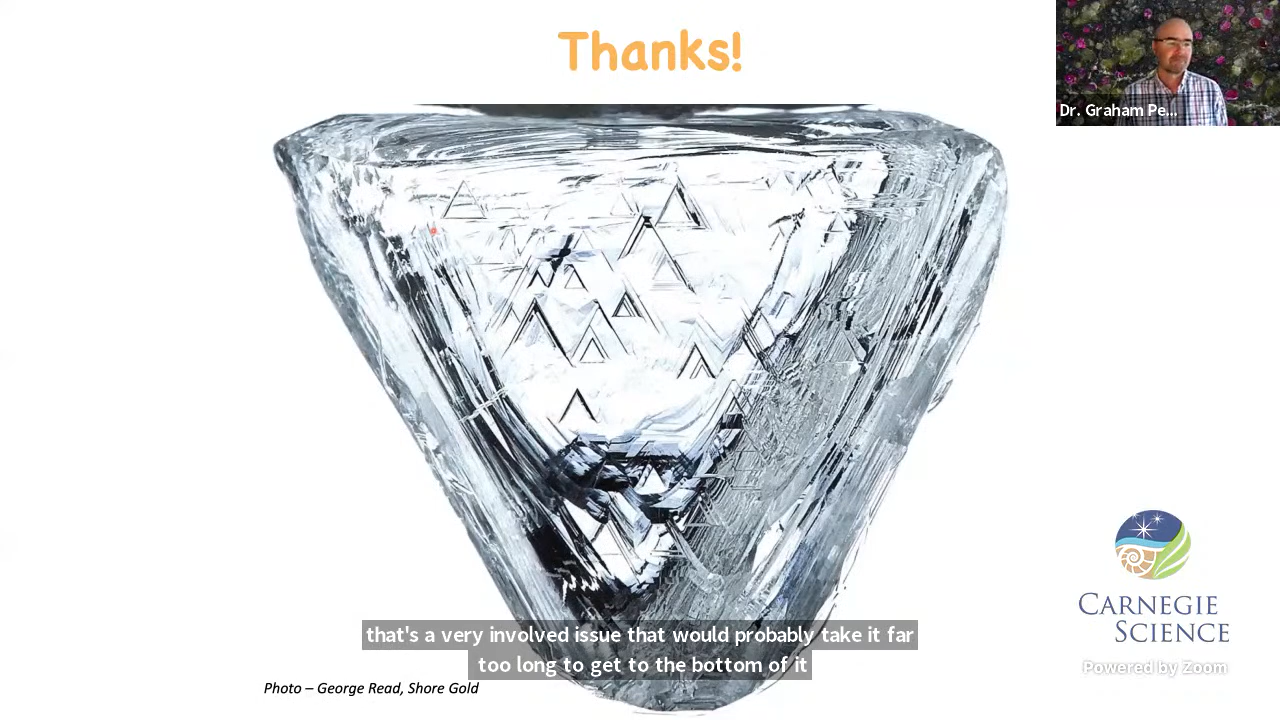 Thanks!
Dr. Graham Pe...
CARNEGIE
SCIENCE
that's a very involved issue that would probably take it far
too long to get to the bottom of it
Powered by Zoom
Photo – George Read, Shore Gold